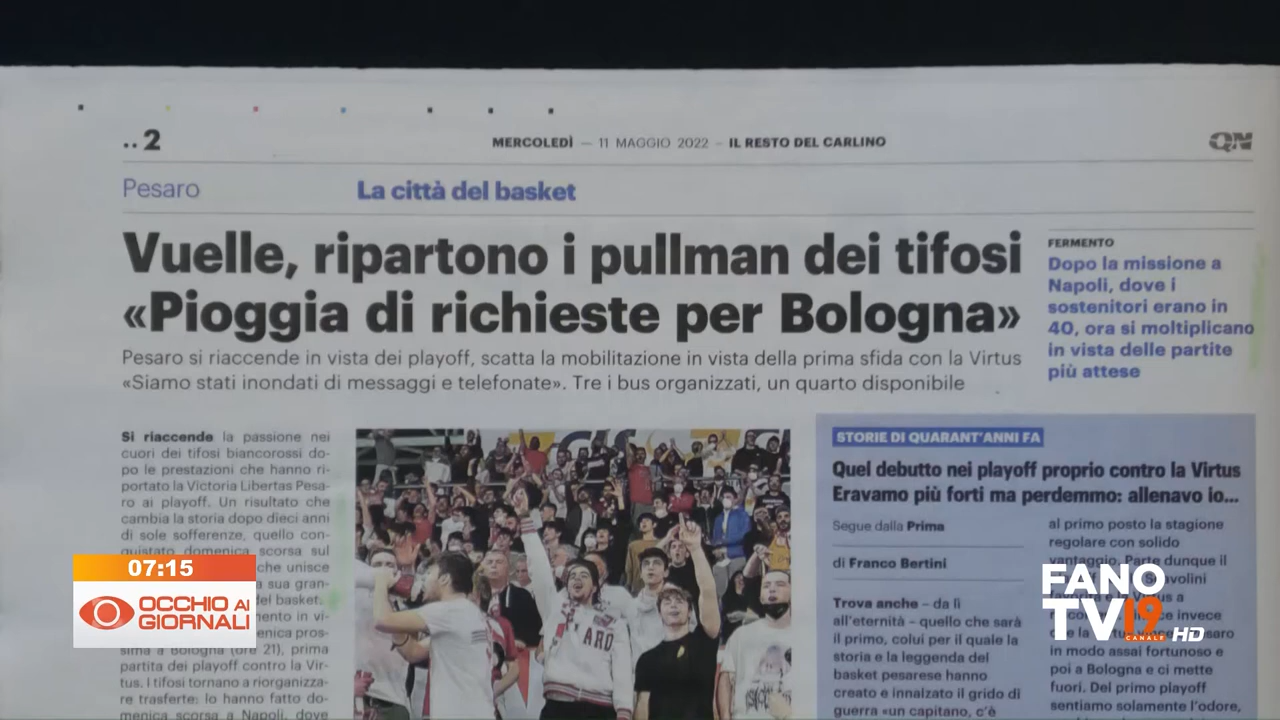 ..2
MERCOLEDÌ — 11 MAGGIO 2022 – IL RESTO DEL CARLINO
QN
Pesaro
La città del basket
Vuelle, ripartono i pullman dei tifosi
«Pioggia di richieste per Bologna»
Pesaro si riaccende in vista dei playoff, scatta la mobilitazione in vista della prima sfida con la Virtus
«Siamo stati inondati di messaggi e telefonate». Tre i bus organizzati, un quarto disponibile
FERMENTO
Dopo la missione a
Napoli, dove i
sostenitori erano in
40, ora si moltiplicano
in vista delle partite
più attese
Si riaccende la passione nei
cuori dei tifosi biancorossi do-
po le prestazioni che hanno ri-
portato la Victoria Libertas Pesa-
ro ai playoff. Un risultato che
cambia la storia dopo dieci anni
di sole sofferenze, quello con-
quistato domenica scorsa sul
che unisce
a sua gran-
del basket.
mento in vi-
enica pros-
sima a Bologna (ore 21), prima
partita dei playoff contro la Vir-
tus. I tifosi tornano a riorganizza-
re trasferte: lo hanno fatto do-
menica scorsa a Napoli, dove
STORIE DI QUARANT'ANNI FA
Quel debutto nei playoff proprio contro la Virtus
Eravamo più forti ma perdemmo: allenavo io...
Segue dalla Prima
di Franco Bertini
Trova anche – da lì
all'eternità – quello che sarà
il primo, colui per il quale la
storia e la leggenda del
basket pesarese hanno
creato e innalzato il grido di
guerra «un capitano, c'è
al primo posto la stagione
regolare con solido
vantaggio. Parte dunque il
in modo assai fortunoso e
poi a Bologna e ci mette
fuori. Del primo playoff
sentiamo solamente l'odore,
07:15
OCCHIO AI
GIORNALI
FANO
TV19
CANALE HD